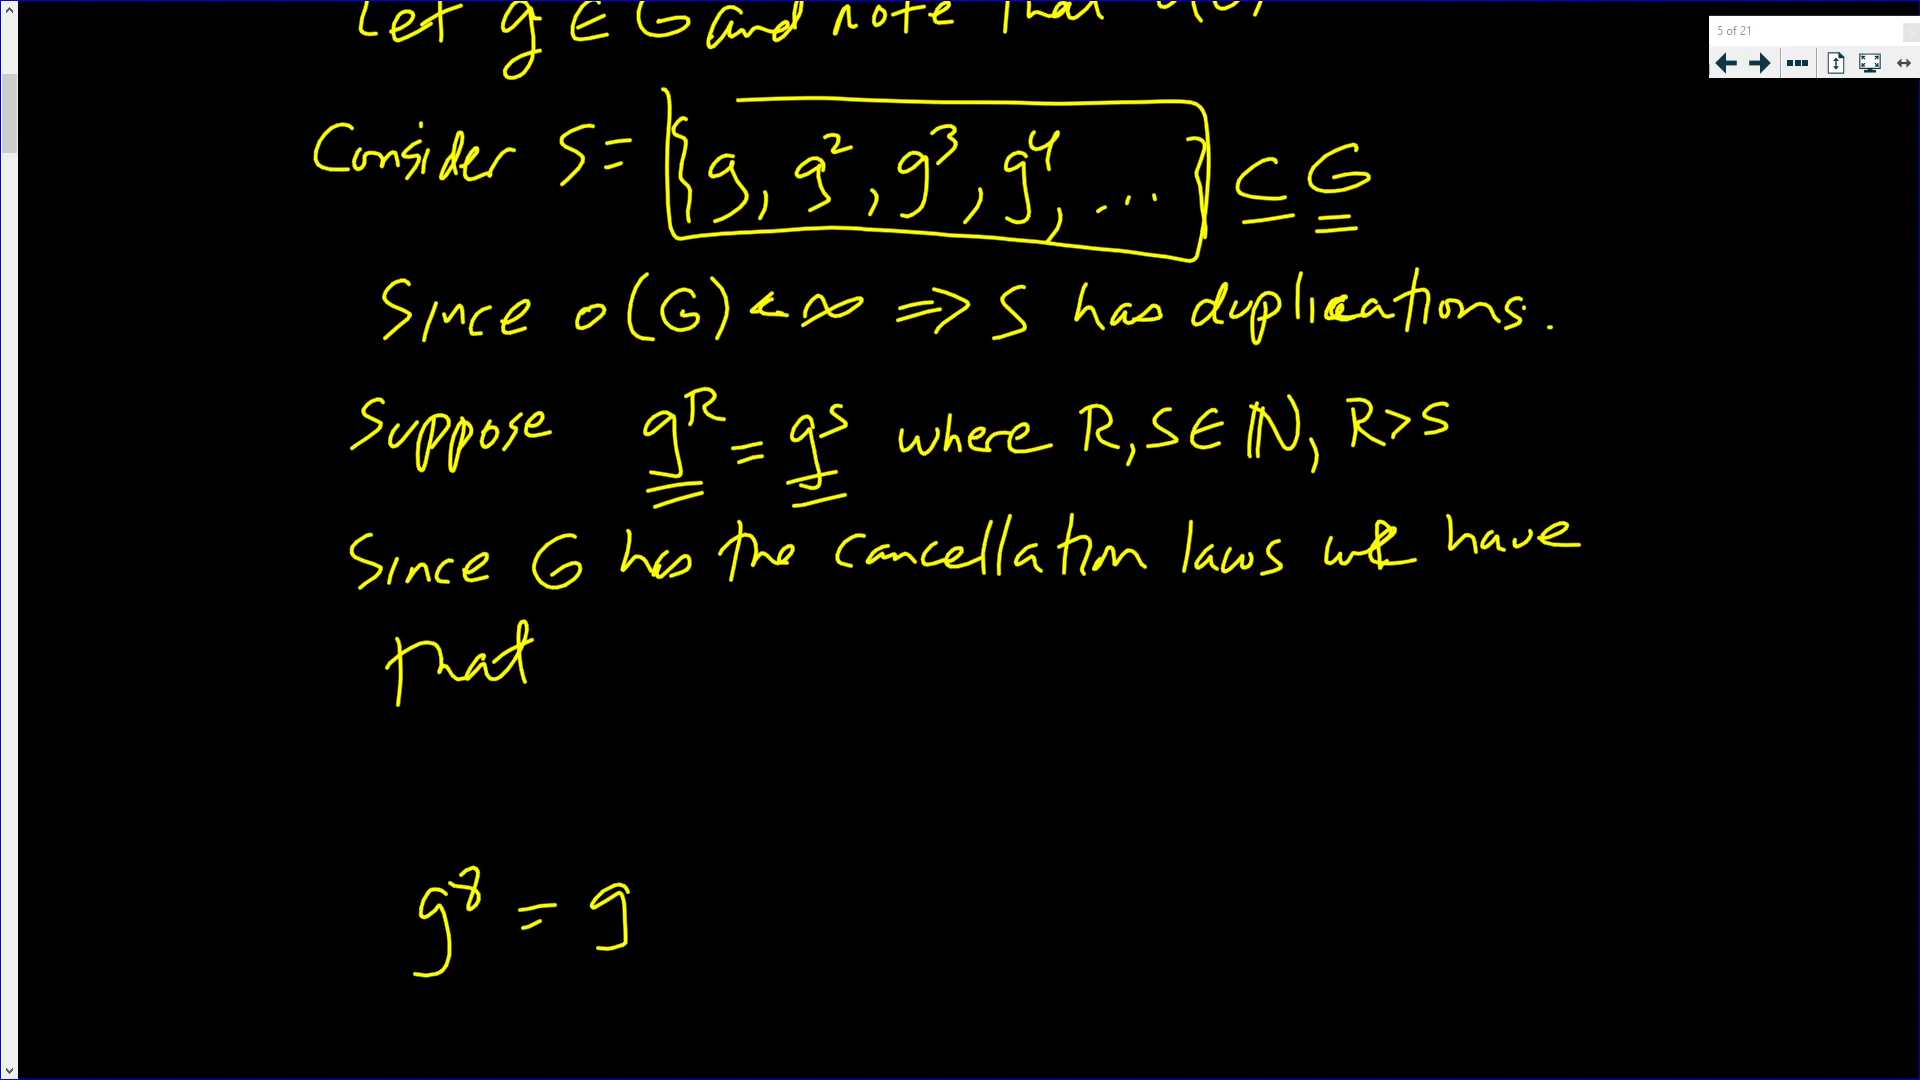 5 of 21
Let g ∈ G and note that
Consider S = {g, g², g³, g⁴, ...} ⊂ G
Since o(G) < ∞ ⇒ S has duplications.
Suppose g^R = g^S where R, S ∈ ℕ, R > S
Since G has the cancellation laws we have
that
g⁸ = g